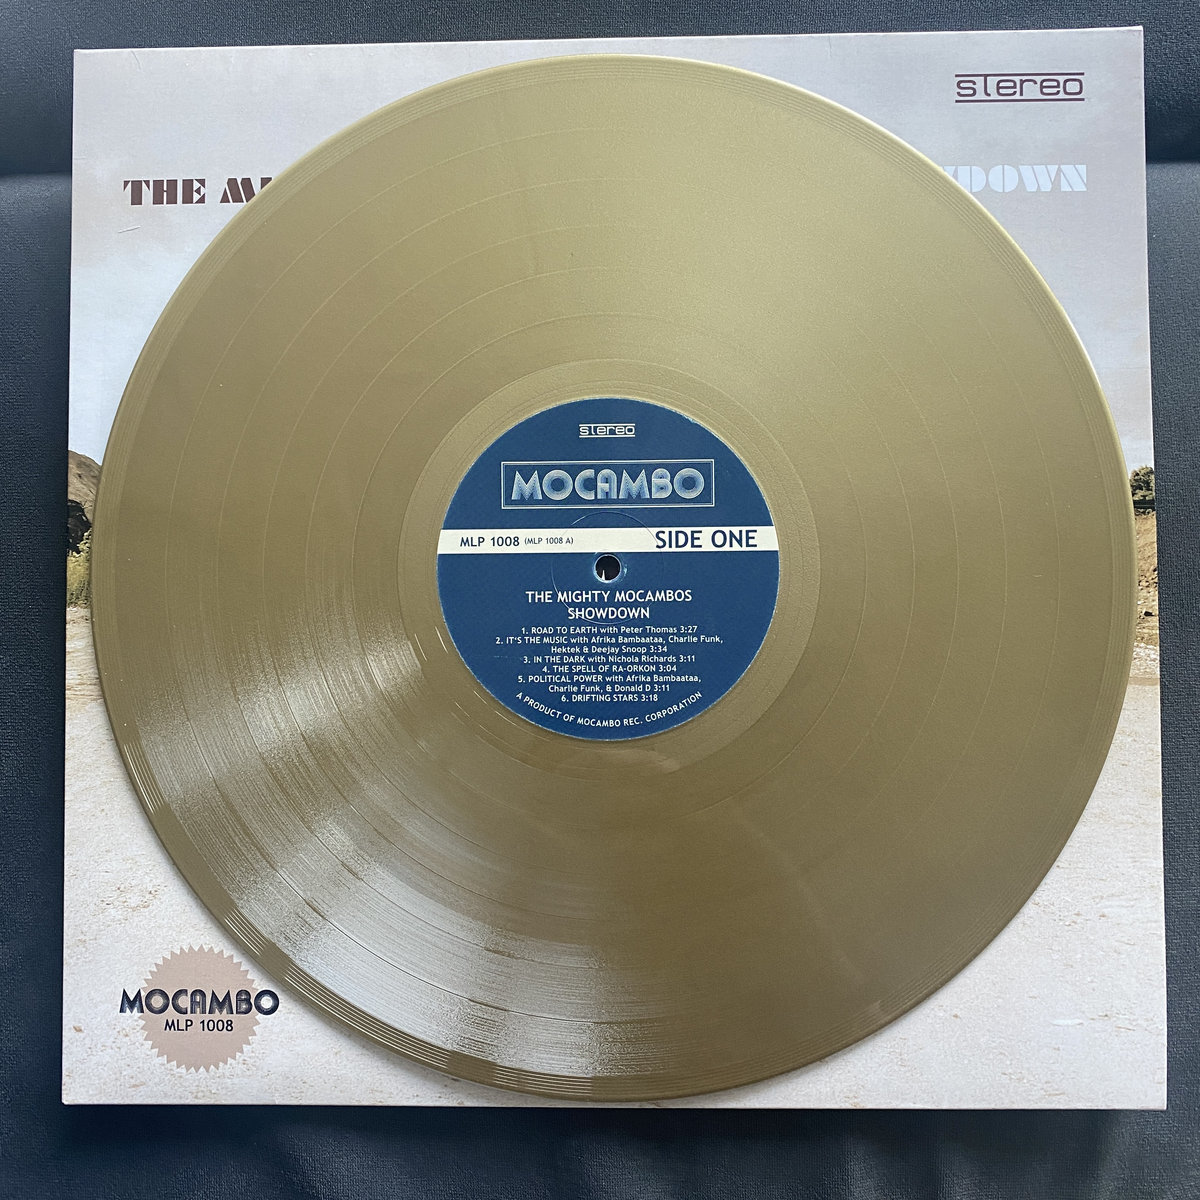 stereo
THE
DOWN
stereo
MOCAMBO
MLP 1008 (MLP 1008 A) SIDE ONE
THE MIGHTY MOCAMBOS
SHOWDOWN
1. ROAD TO EARTH with Peter Thomas 3:27
2. IT'S THE MUSIC with Afrika Bambaataa, Charlie Funk,
Hektek & Deejay Snoop 3:34
3. IN THE DARK with Nichola Richards 3:11
4. THE SPELL OF RA-ORKON 3:04
5. POLITICAL POWER with Afrika Bambaataa,
Charlie Funk, & Donald D 3:11
6. DRIFTING STARS 3:18
A PRODUCT OF MOCAMBO REC. CORPORATION
MOCAMBO
MLP 1008